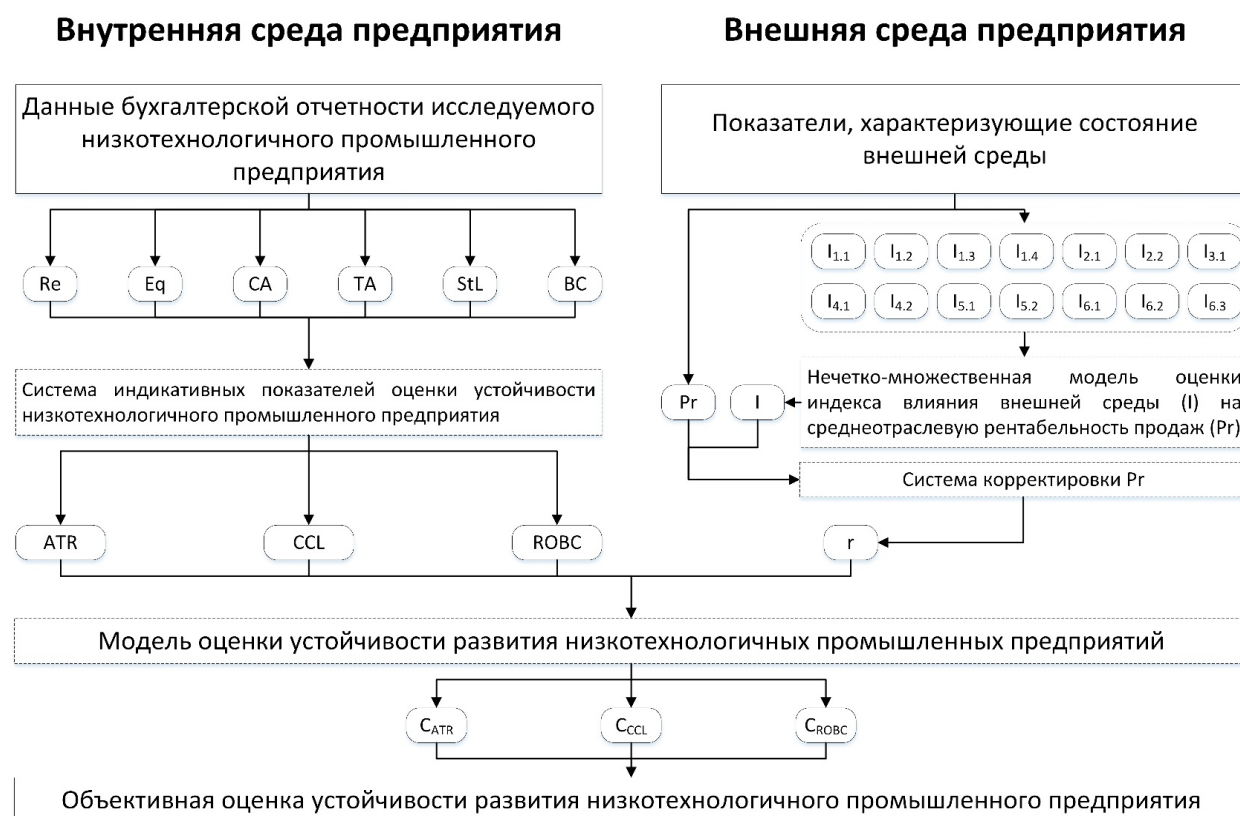 Внутренняя среда предприятия
Внешняя среда предприятия
Данные бухгалтерской отчетности исследуемого
низкотехнологичного промышленного
предприятия
Показатели, характеризующие состояние
внешней среды
Re Eq CA TA StL BC
I1.1 I1.2 I1.3 I1.4 I2.1 I2.2 I3.1
I4.1 I4.2 I5.1 I5.2 I6.1 I6.2 I6.3
Система индикативных показателей оценки устойчивости
низкотехнологичного промышленного предприятия
Pr I
Нечетко-множественная модель оценки
индекса влияния внешней среды (I) на
среднеотраслевую рентабельность продаж (Pr)
Система корректировки Pr
ATR CCL ROBC r
Модель оценки устойчивости развития низкотехнологичных промышленных предприятий
CATR CCCL CROBC
Объективная оценка устойчивости развития низкотехнологичного промышленного предприятия